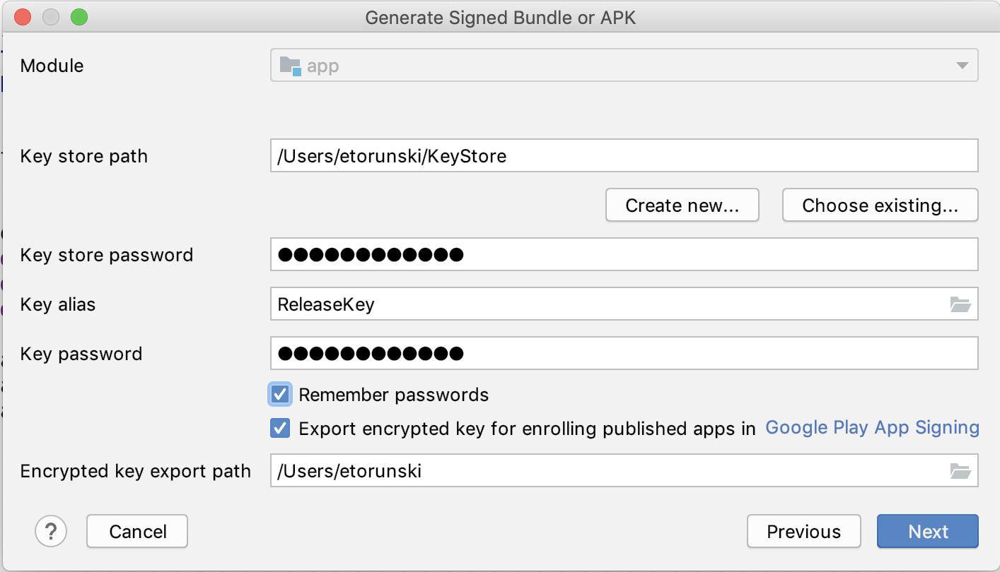 Generate Signed Bundle or APK
Module
app
Key store path
/Users/etorunski/KeyStore
Create new...
Choose existing...
Key store password
●●●●●●●●●●●●
Key alias
ReleaseKey
Key password
●●●●●●●●●●●●
Remember passwords
Export encrypted key for enrolling published apps in Google Play App Signing
Encrypted key export path
/Users/etorunski
?
Cancel
Previous
Next